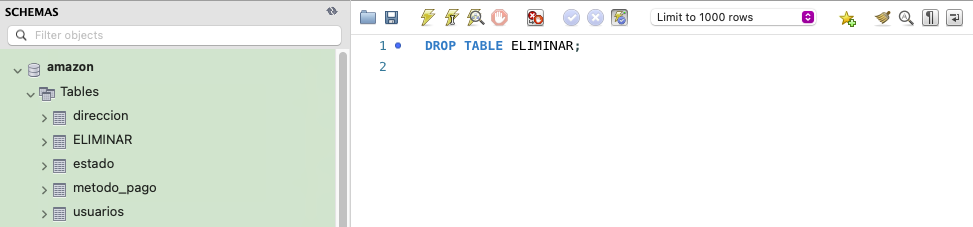 SCHEMAS
Filter objects
amazon
Tables
direccion
ELIMINAR
estado
metodo_pago
usuarios
Limit to 1000 rows
1 DROP TABLE ELIMINAR;
2